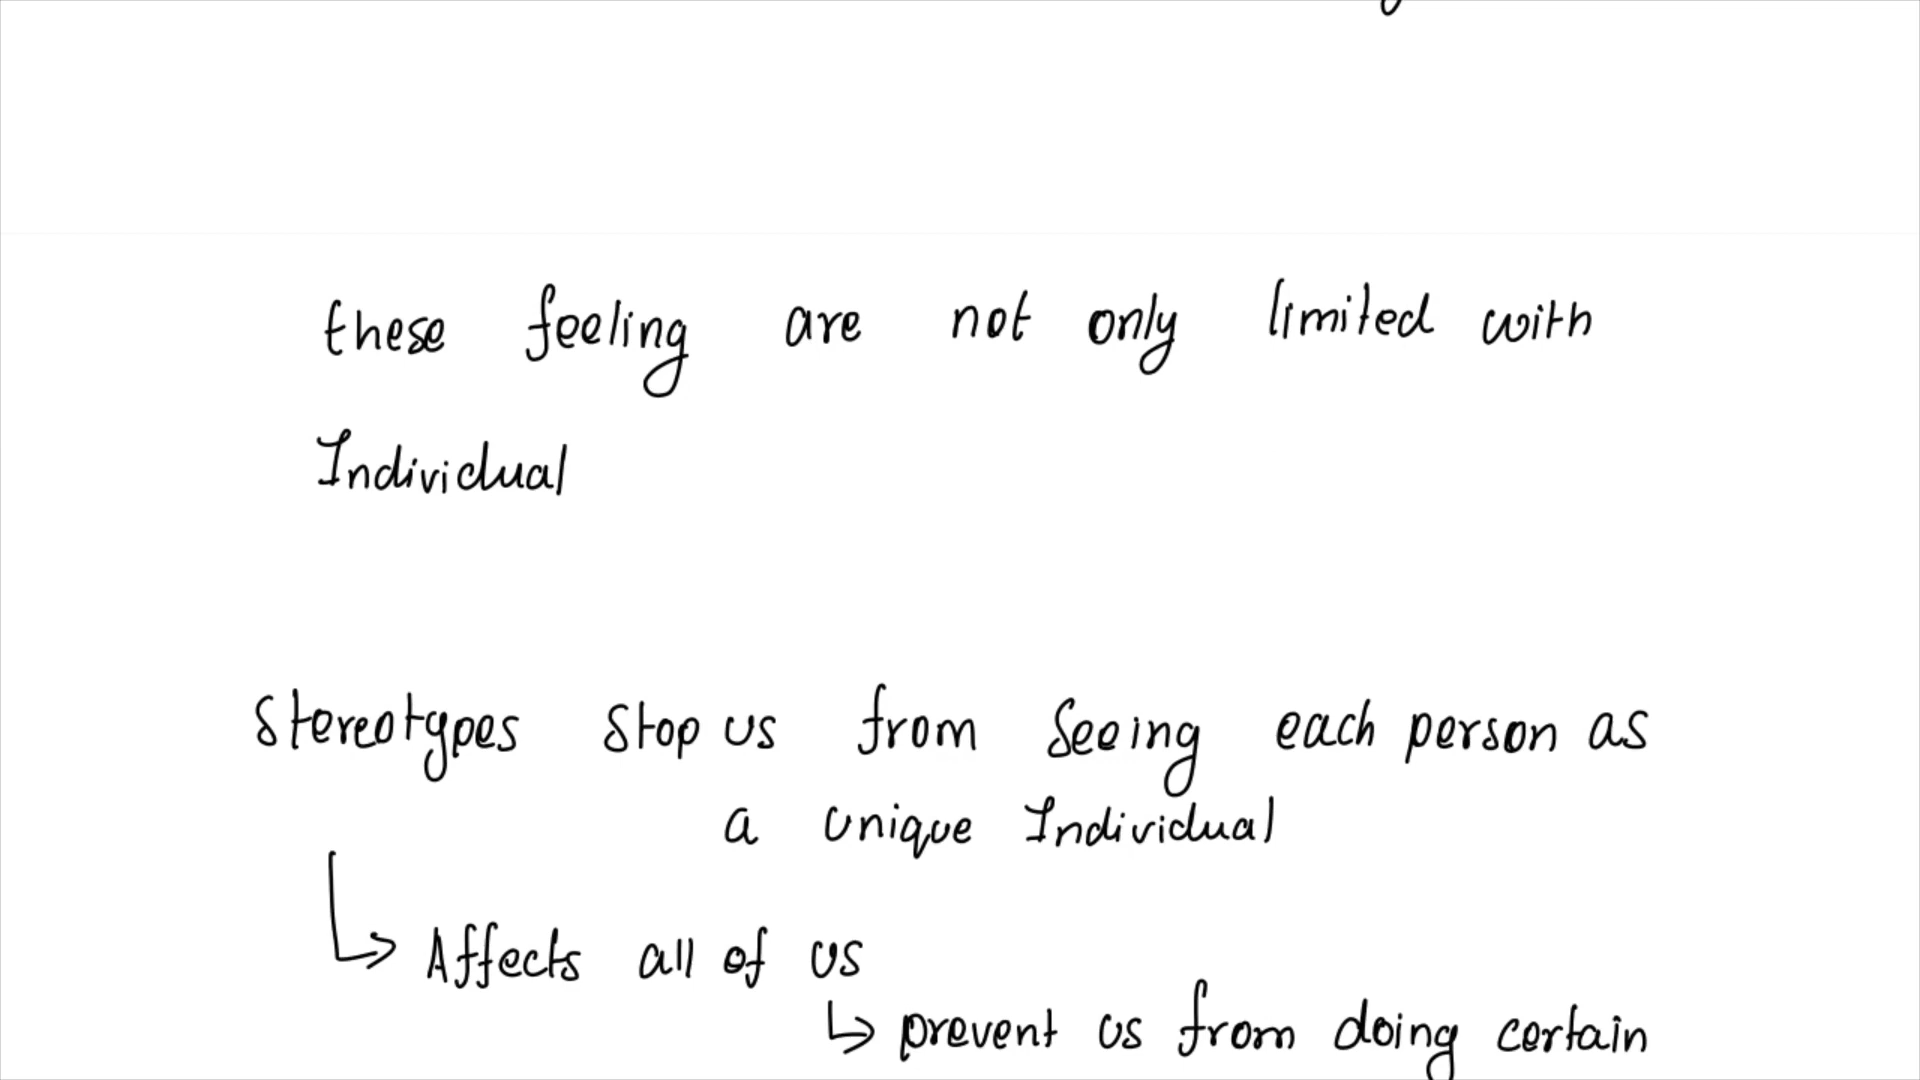 these feeling are not only limited with
Individual
Stereotypes stop us from Seeing each person as
a unique Individual
↳ Affects all of us
↳ prevent us from doing certain